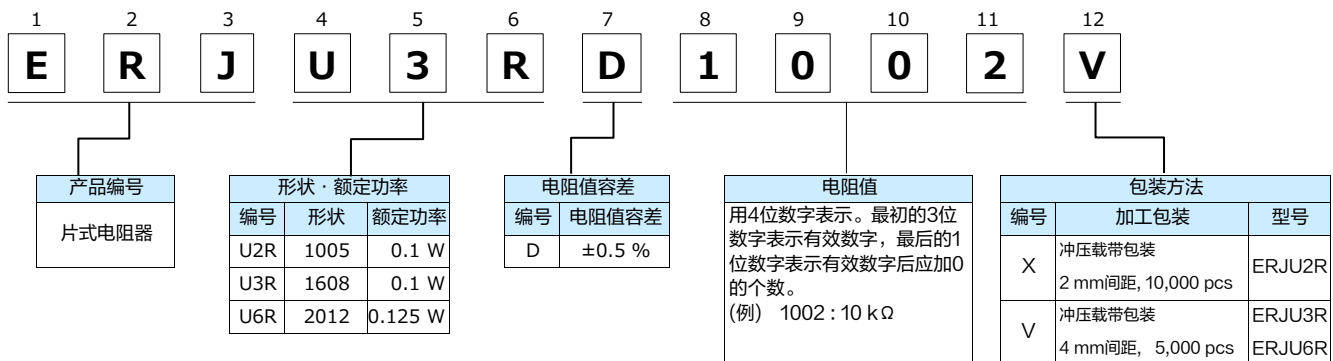 1 2 3 4 5 6 7 8 9 10 11 12
E R J U 3 R D 1 0 0 2 V
产品编号
片式电阻器
形状 · 额定功率
编号 形状 额定功率
U2R 1005 0.1 W
U3R 1608 0.1 W
U6R 2012 0.125 W
电阻值容差
编号 电阻值容差
D ±0.5 %
电阻值
用4位数字表示。最初的3位
数字表示有效数字，最后的1
位数字表示有效数字后应加0
的个数。
(例) 1002 : 10 kΩ
包装方法
编号 加工包装 型号
X 冲压载带包装 ERJU2R
2 mm间距, 10,000 pcs
V 冲压载带包装 ERJU3R
4 mm间距, 5,000 pcs ERJU6R